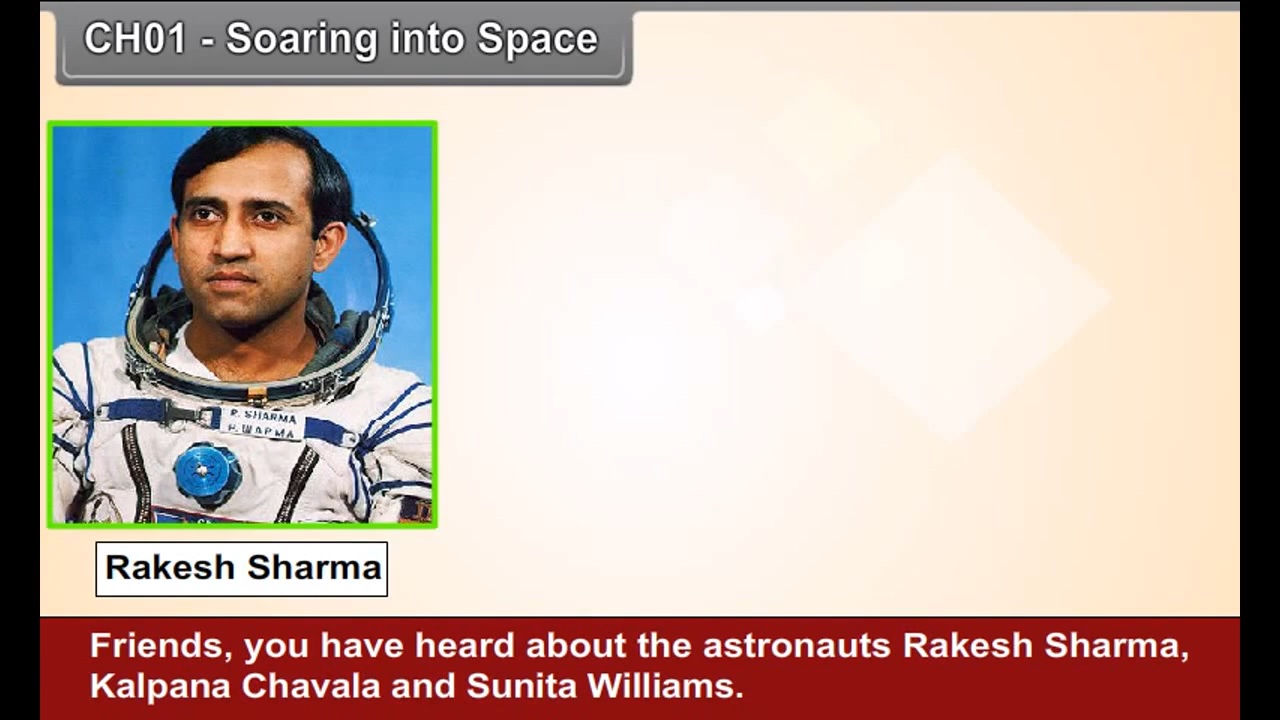 CH01 - Soaring into Space
R. SHARMA
Rakesh Sharma
Friends, you have heard about the astronauts Rakesh Sharma,
Kalpana Chavala and Sunita Williams.